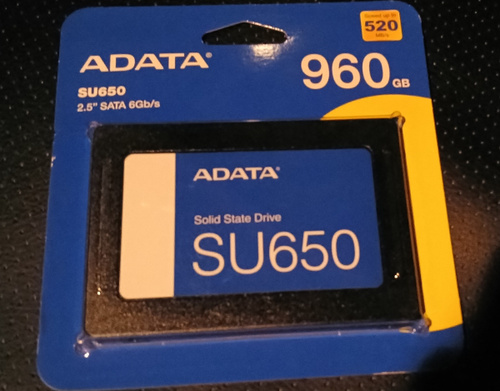 Speed up to
520
MB/s
ADATA®
960 GB
SU650
2.5" SATA 6Gb/s
ADATA®
Solid State Drive
SU650